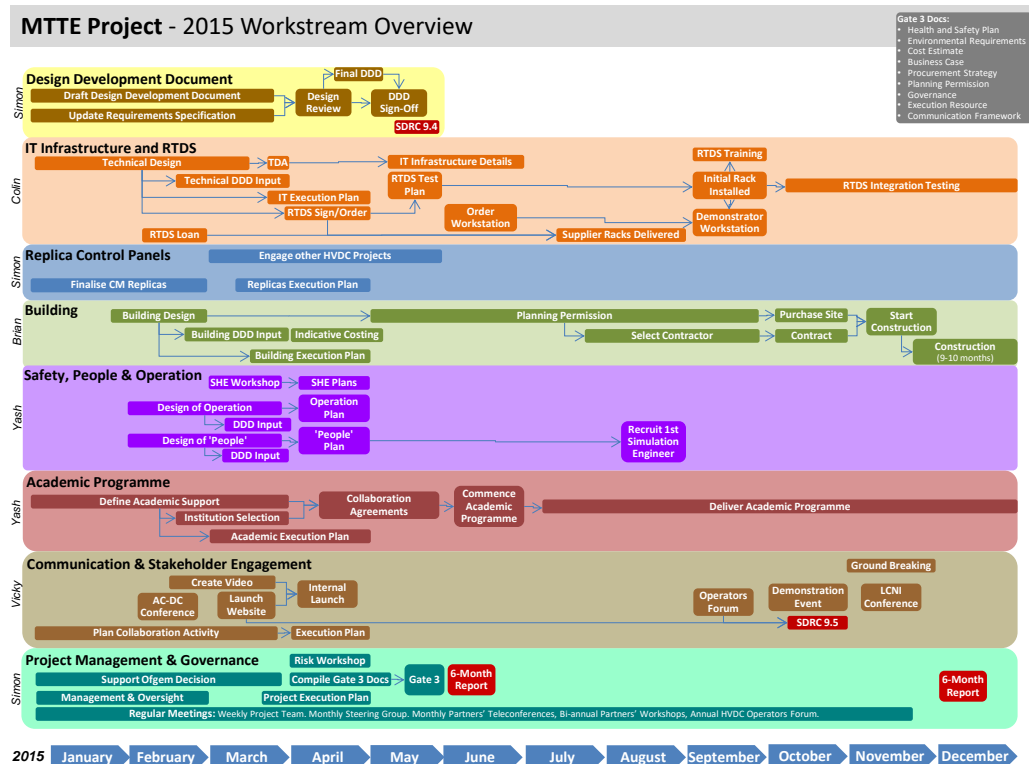 MTTE Project - 2015 Workstream Overview
Gate 3 Docs:
• Health and Safety Plan
• Environmental Requirements
• Cost Estimate
• Business Case
• Procurement Strategy
• Planning Permission
• Governance
• Execution Resource
• Communication Framework
Simon
Design Development Document
Final DDD
Draft Design Development Document
Update Requirements Specification
Design
Review
DDD
Sign-Off
SDRC 9.4
Colin
IT Infrastructure and RTDS
RTDS Training
Technical Design
TDA
IT Infrastructure Details
Technical DDD Input
RTDS Test
Plan
Initial Rack
Installed
RTDS Integration Testing
IT Execution Plan
RTDS Sign/Order
Order
Workstation
Demonstrator
Workstation
RTDS Loan
Supplier Racks Delivered
Simon
Replica Control Panels
Engage other HVDC Projects
Finalise CM Replicas
Replicas Execution Plan
Brian
Building
Building Design
Planning Permission
Purchase Site
Start
Construction
Building DDD Input
Indicative Costing
Select Contractor
Contract
Building Execution Plan
Construction
(9-10 months)
Yash
Safety, People & Operation
SHE Workshop
SHE Plans
Design of Operation
Operation
Plan
DDD Input
Design of 'People'
'People'
Plan
DDD Input
Recruit 1st
Simulation
Engineer
Yash
Academic Programme
Define Academic Support
Institution Selection
Collaboration
Agreements
Commence
Academic
Programme
Deliver Academic Programme
Academic Execution Plan
Vicky
Communication & Stakeholder Engagement
Ground Breaking
Create Video
Internal
Launch
AC-DC
Conference
Launch
Website
Operators
Forum
Demonstration
Event
LCNI
Conference
SDRC 9.5
Plan Collaboration Activity
Execution Plan
Simon
Project Management & Governance
Risk Workshop
Support Ofgem Decision
Compile Gate 3 Docs
Gate 3
6-Month
Report
6-Month
Report
Management & Oversight
Project Execution Plan
Regular Meetings: Weekly Project Team. Monthly Steering Group. Monthly Partners' Teleconferences, Bi-annual Partners' Workshops, Annual HVDC Operators Forum.
2015 January February March April May June July August September October November December